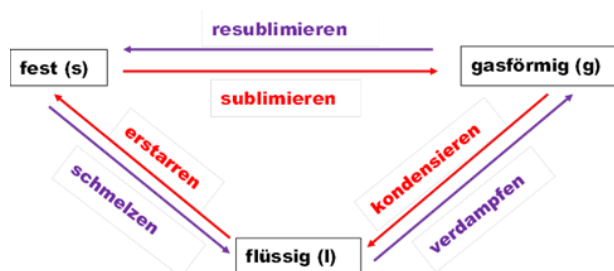 resublimieren
fest (s)
gasförmig (g)
sublimieren
erstarren
kondensieren
schmelzen
verdampfen
flüssig (l)